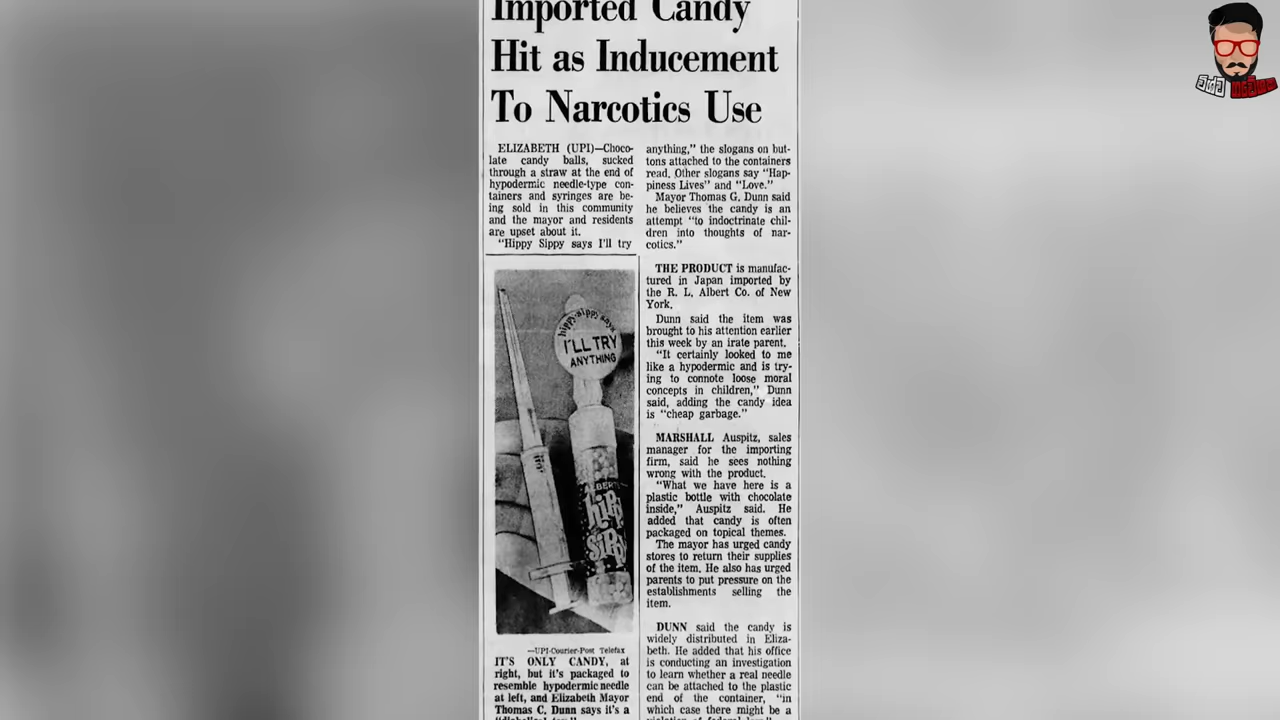 Imported Candy
Hit as Inducement
To Narcotics Use
ELIZABETH (UPI)—Choco-
late candy balls, sucked
through a straw at the end of
hypodermic needle-type con-
tainers and syringes are be-
ing sold in this community
and the mayor and residents
are upset about it.
"Hippy Sippy says I'll try
anything," the slogans on but-
tons attached to the containers
read. Other slogans say "Hap-
piness Lives" and "Love."
Mayor Thomas G. Dunn said
he believes the candy is an
attempt "to indoctrinate chil-
dren into thoughts of nar-
cotics."
THE PRODUCT is manufac-
tured in Japan imported by
the R. L. Albert Co. of New
York.
Dunn said the item was
brought to his attention earlier
this week by an irate parent.
"It certainly looked to me
like a hypodermic and is try-
ing to connote loose moral
concepts in children," Dunn
said, adding the candy idea
is "cheap garbage."
MARSHALL Auspitz, sales
manager for the importing
firm, said he sees nothing
wrong with the product.
"What we have here is a
plastic bottle with chocolate
inside," Auspitz said. He
added that candy is often
packaged on topical themes.
The mayor has urged candy
stores to return their supplies
of the item. He also has urged
parents to put pressure on the
establishments selling the
item.
DUNN said the candy is
widely distributed in Eliza-
beth. He added that his office
is conducting an investigation
to learn whether a real needle
can be attached to the plastic
end of the container, "in
which case there might be a
violation of federal law."
hippy-sippy says
I'LL TRY
ANYTHING
ALBERT'S
hippy
sippy
—UPI-Courier-Post Telefax
IT'S ONLY CANDY, at
right, but it's packaged to
resemble hypodermic needle
at left, and Elizabeth Mayor
Thomas C. Dunn says it's a
විශ්ව